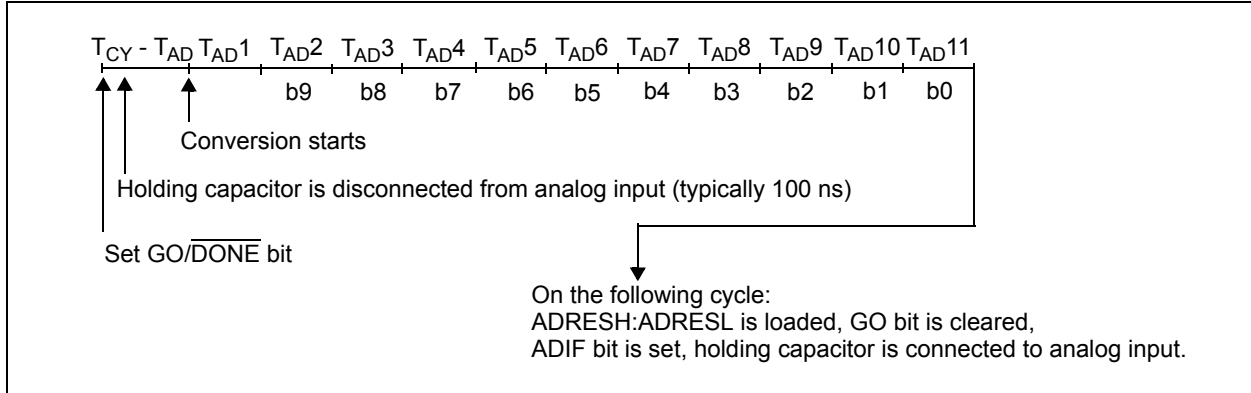 TCY - TAD TAD1 TAD2 TAD3 TAD4 TAD5 TAD6 TAD7 TAD8 TAD9 TAD10 TAD11
b9 b8 b7 b6 b5 b4 b3 b2 b1 b0
Conversion starts
Holding capacitor is disconnected from analog input (typically 100 ns)
Set GO/DONE bit
On the following cycle:
ADRESH:ADRESL is loaded, GO bit is cleared,
ADIF bit is set, holding capacitor is connected to analog input.